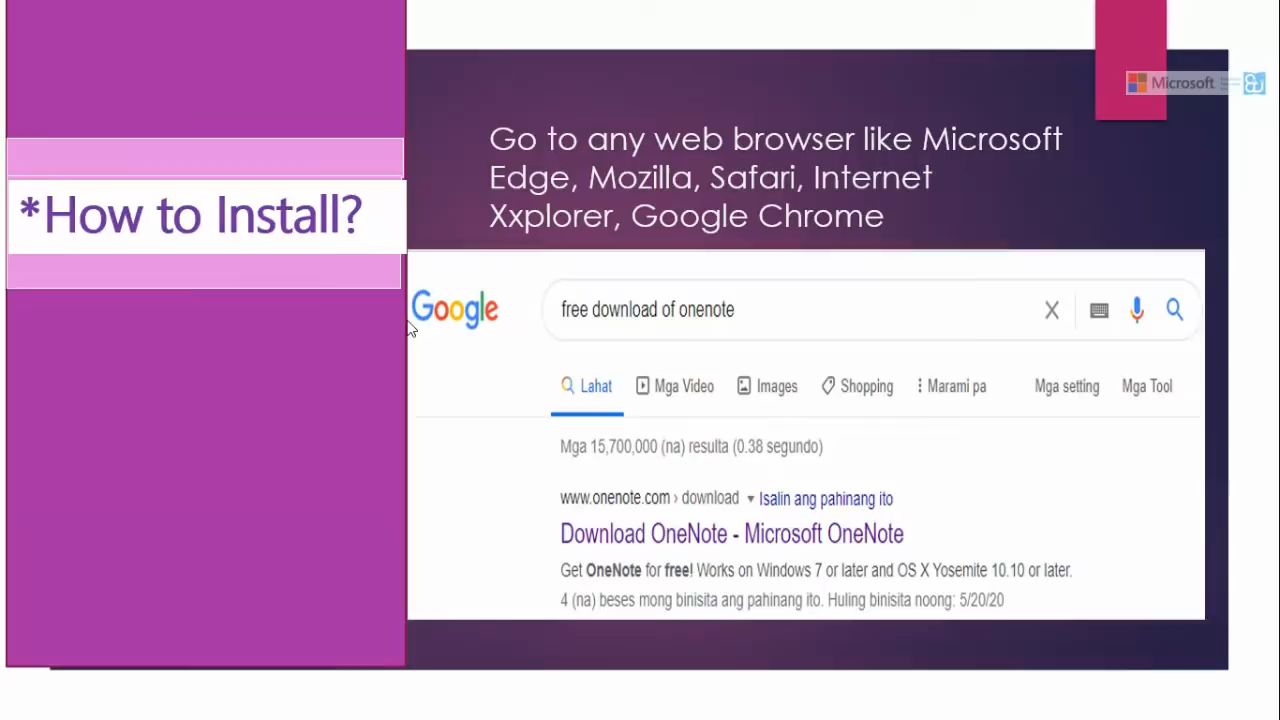 *How to Install?
Microsoft
Go to any web browser like Microsoft
Edge, Mozilla, Safari, Internet
Xxplorer, Google Chrome
Google
free download of onenote
Lahat Mga Video Images Shopping Marami pa Mga setting Mga Tool
Mga 15,700,000 (na) resulta (0.38 segundo)
www.onenote.com › download Isalin ang pahinang ito
Download OneNote - Microsoft OneNote
Get OneNote for free! Works on Windows 7 or later and OS X Yosemite 10.10 or later.
4 (na) beses mong binisita ang pahinang ito. Huling binisita noong: 5/20/20